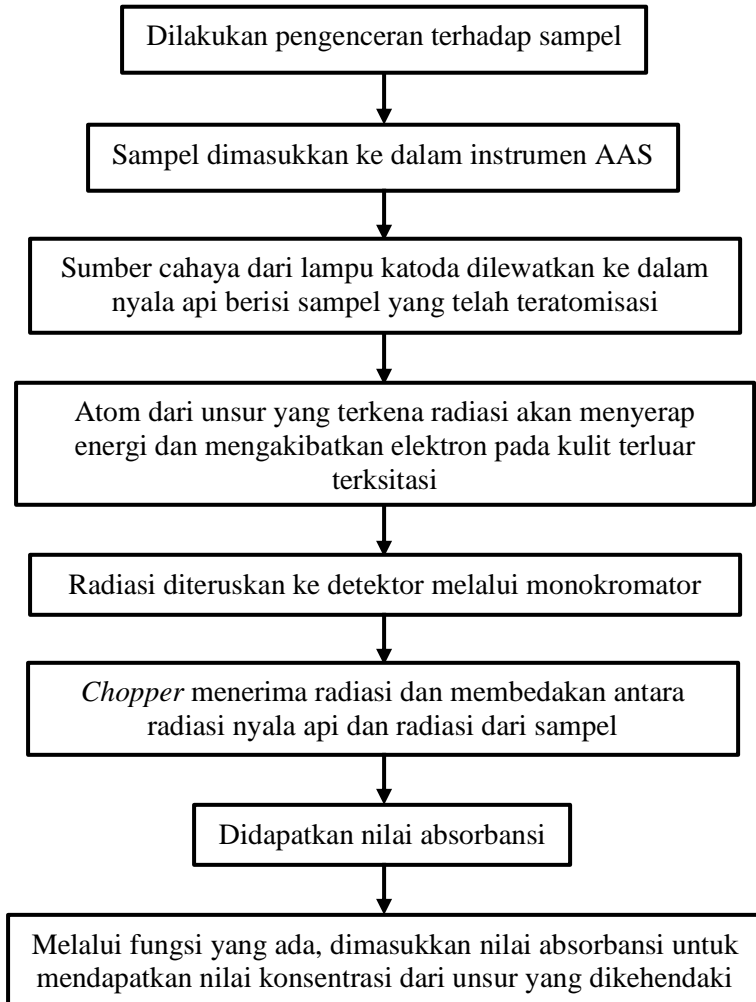 Dilakukan pengenceran terhadap sampel
Sampel dimasukkan ke dalam instrumen AAS
Sumber cahaya dari lampu katoda dilewatkan ke dalam
nyala api berisi sampel yang telah teratomisasi
Atom dari unsur yang terkena radiasi akan menyerap
energi dan mengakibatkan elektron pada kulit terluar
terksitasi
Radiasi diteruskan ke detektor melalui monokromator
Chopper menerima radiasi dan membedakan antara
radiasi nyala api dan radiasi dari sampel
Didapatkan nilai absorbansi
Melalui fungsi yang ada, dimasukkan nilai absorbansi untuk
mendapatkan nilai konsentrasi dari unsur yang dikehendaki